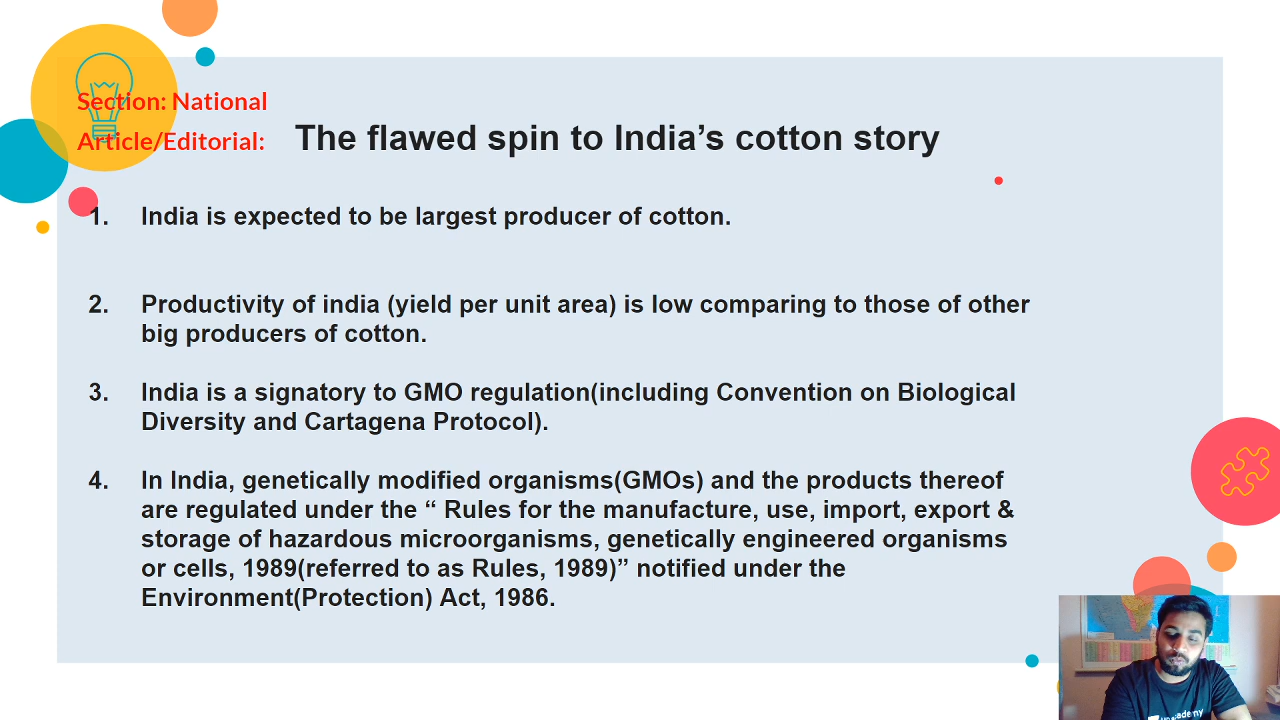 Section: National
Article/Editorial:
The flawed spin to India’s cotton story
1. India is expected to be largest producer of cotton.
2. Productivity of india (yield per unit area) is low comparing to those of other
big producers of cotton.
3. India is a signatory to GMO regulation(including Convention on Biological
Diversity and Cartagena Protocol).
4. In India, genetically modified organisms(GMOs) and the products thereof
are regulated under the “ Rules for the manufacture, use, import, export &
storage of hazardous microorganisms, genetically engineered organisms
or cells, 1989(referred to as Rules, 1989)” notified under the
Environment(Protection) Act, 1986.